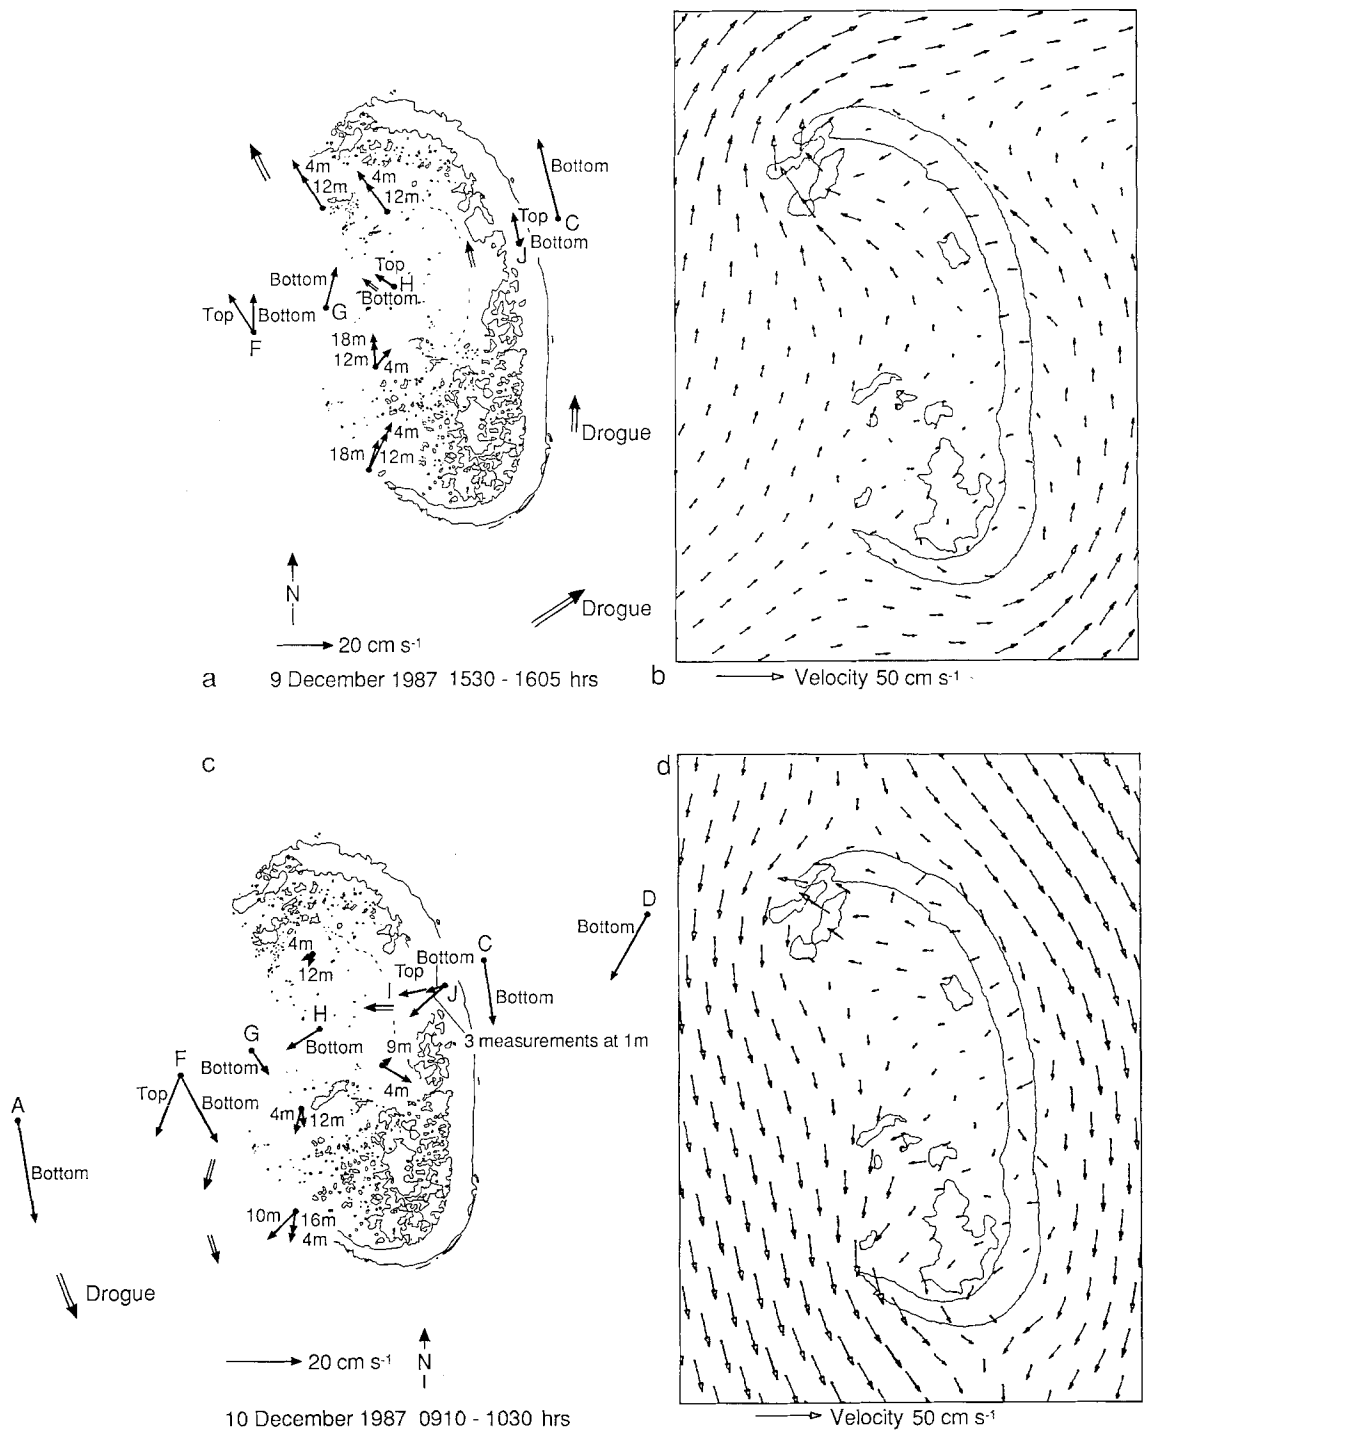 4m
12m
4m
12m
Bottom
Top
C
Bottom
J
Top
H
Bottom
Bottom
G
Top
Bottom
F
18m
12m
4m
4m
18m
12m
Drogue
Drogue
N
20 cm s-1
a
9 December 1987 1530 - 1605 hrs
b
Velocity 50 cm s-1
c
d
4m
12m
Bottom
D
Bottom
C
Top
I
J
Bottom
3 measurements at 1m
H
Bottom
9m
4m
G
Bottom
F
Top
Bottom
A
Bottom
4m
12m
10m
16m
4m
Drogue
20 cm s-1
N
10 December 1987 0910 - 1030 hrs
Velocity 50 cm s-1